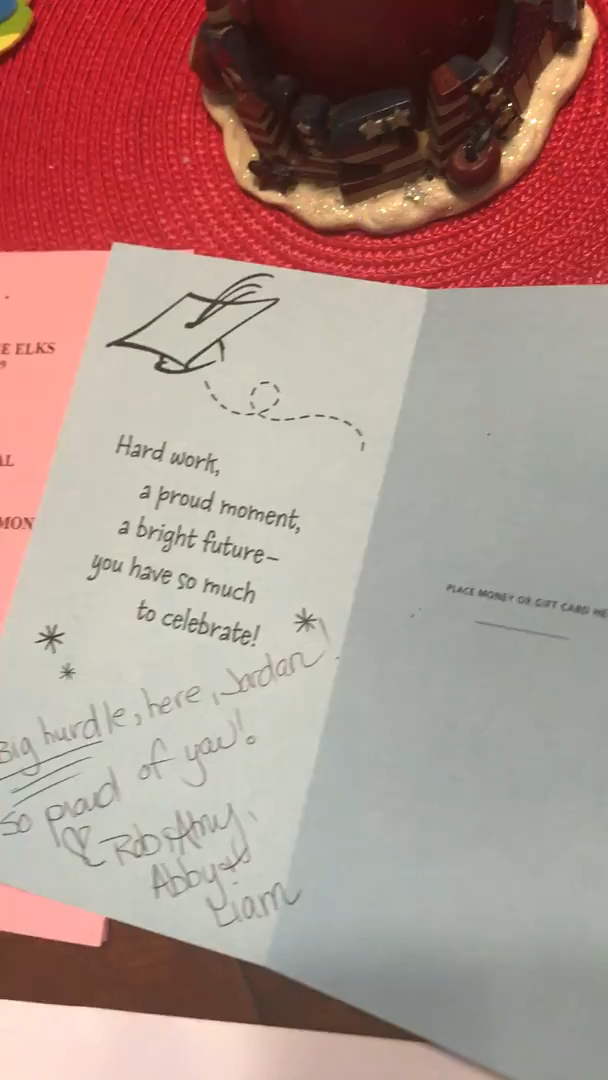 E ELKS
AL
MON
Hard work,
a proud moment,
a bright future–
you have so much
to celebrate!
Big hurdle, here, Jordan!
So proud of you!
Rob & Amy,
Abby &
Liam
PLACE MONEY OR GIFT CARD HE